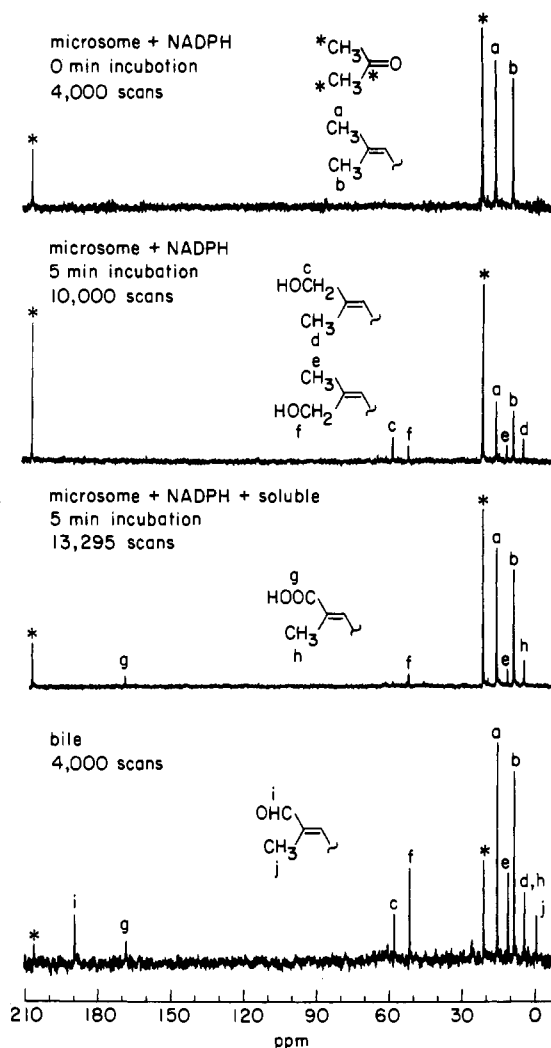 microsome + NADPH
0 min incubation
4,000 scans
*CH3
*
=O
*CH3
a
CH3
CH3
b
*
*
a
b
microsome + NADPH
5 min incubation
10,000 scans
c
HOCH2
CH3
d
e
CH3
HOCH2
f
*
*
a
b
c
f
e
d
microsome + NADPH + soluble
5 min incubation
13,295 scans
g
HOOC
CH3
h
*
*
a
b
g
f
e
h
bile
4,000 scans
i
OHC
CH3
j
*
i
g
c
f
*
a
e
b
d,h
j
210 180 150 120 90 60 30 0
ppm